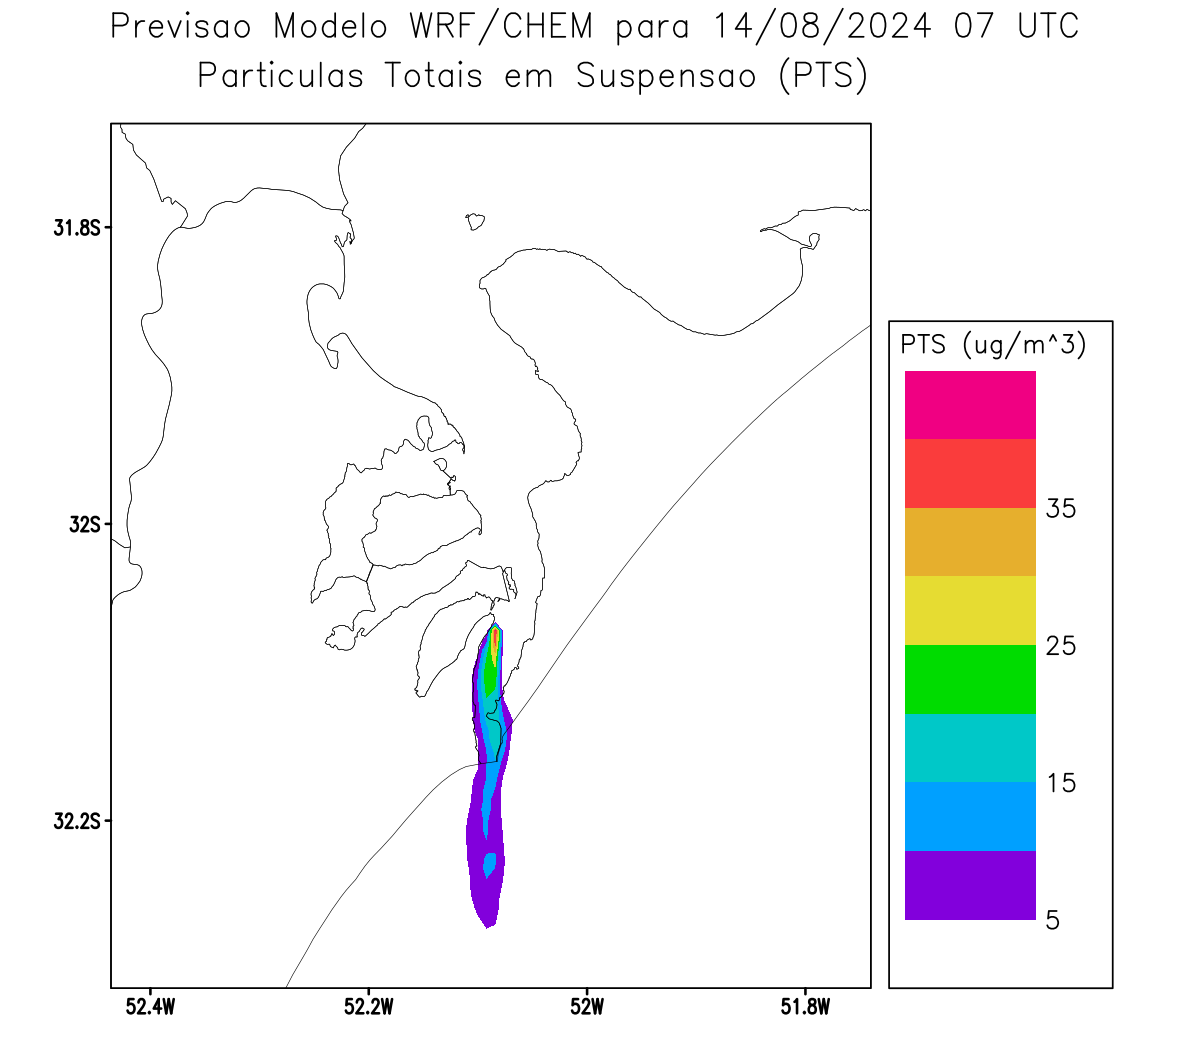 Previsao Modelo WRF/CHEM para 14/08/2024 07 UTC
Particulas Totais em Suspensao (PTS)
31.8S
32S
32.2S
52.4W
52.2W
52W
51.8W
PTS (ug/m^3)
35
25
15
5